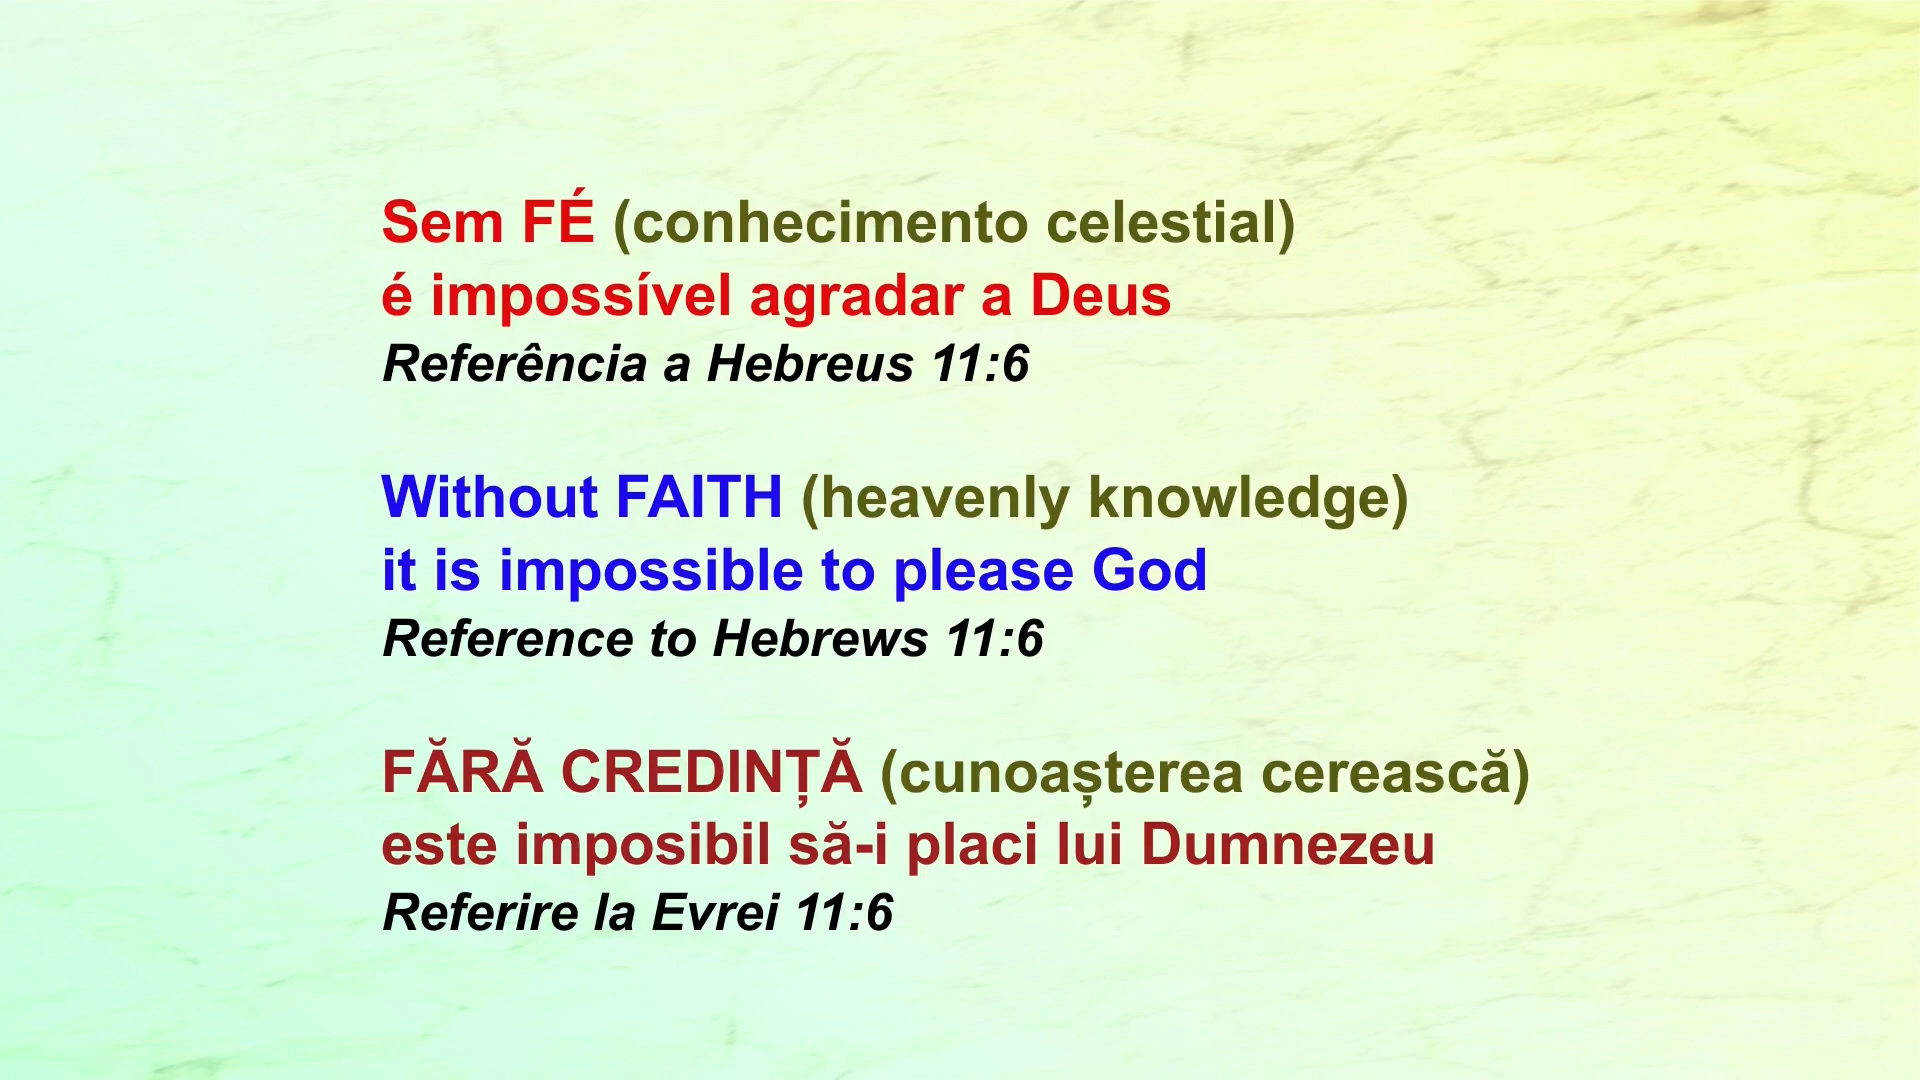 Sem FÉ (conhecimento celestial)
é impossível agradar a Deus
Referência a Hebreus 11:6
Without FAITH (heavenly knowledge)
it is impossible to please God
Reference to Hebrews 11:6
FĂRĂ CREDINȚĂ (cunoașterea cerească)
este imposibil să-i placi lui Dumnezeu
Referire la Evrei 11:6